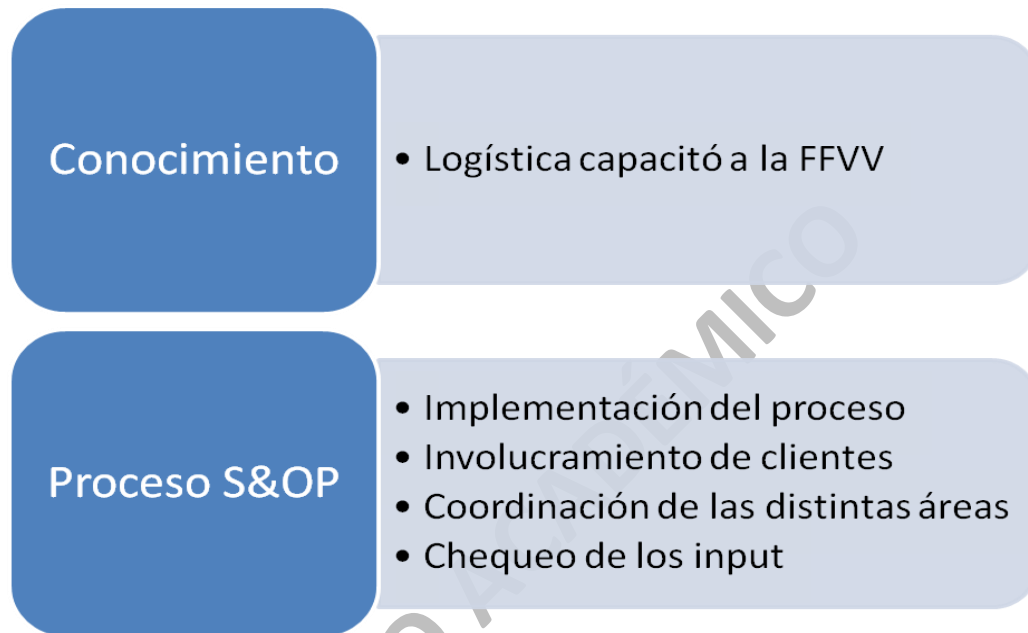 Conocimiento
• Logística capacitó a la FFVV
Proceso S&OP
• Implementación del proceso
• Involucramiento de clientes
• Coordinación de las distintas áreas
• Chequeo de los input
ACADÉMICO